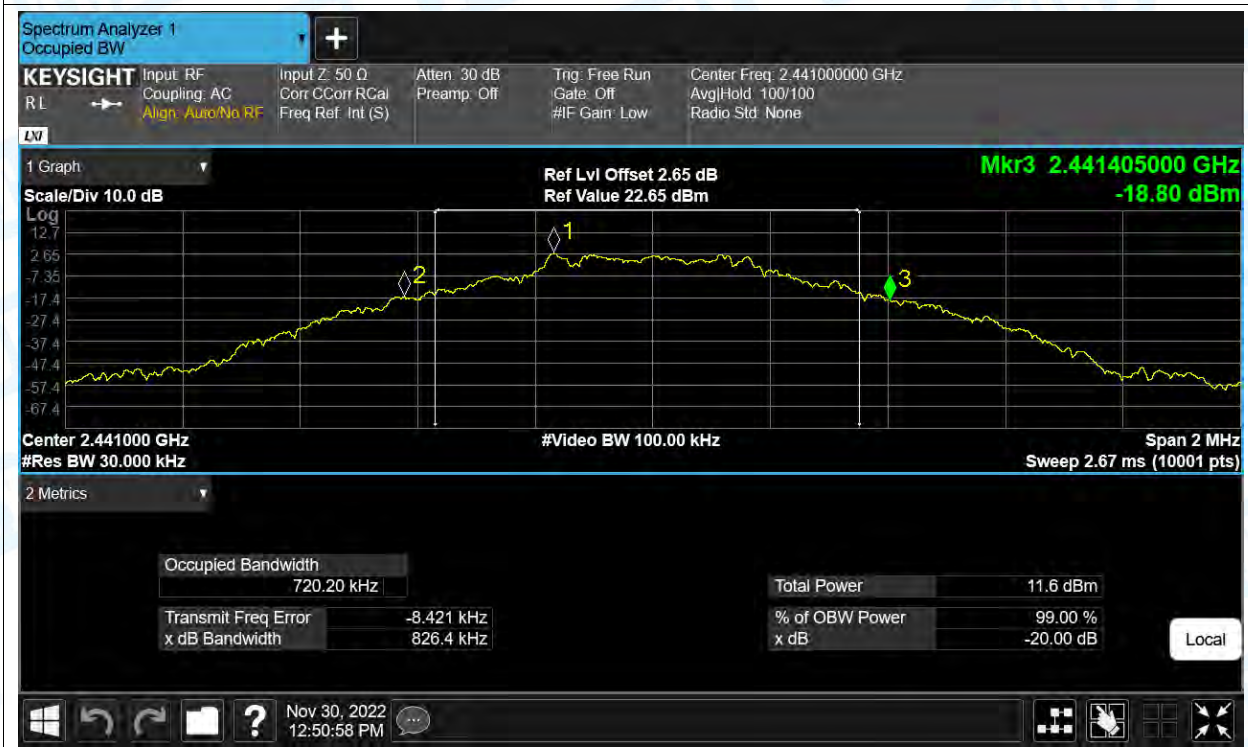 Spectrum Analyzer 1
Occupied BW
+
KEYSIGHT
RL
LXI
Input: RF
Coupling: AC
Align: Auto/No RF
Input Z: 50 Ω
Corr CCorr RCal
Freq Ref: Int (S)
Atten: 30 dB
Preamp: Off
Trig: Free Run
Gate: Off
#IF Gain: Low
Center Freq: 2.441000000 GHz
Avg|Hold: 100/100
Radio Std: None
1 Graph
Scale/Div 10.0 dB
Ref Lvl Offset 2.65 dB
Ref Value 22.65 dBm
Mkr3 2.441405000 GHz
-18.80 dBm
Log
12.7
2.65
-7.35
-17.4
-27.4
-37.4
-47.4
-57.4
-67.4
1
2
3
Center 2.441000 GHz
#Res BW 30.000 kHz
#Video BW 100.00 kHz
Span 2 MHz
Sweep 2.67 ms (10001 pts)
2 Metrics
Occupied Bandwidth
720.20 kHz
Transmit Freq Error -8.421 kHz
x dB Bandwidth 826.4 kHz
Total Power 11.6 dBm
% of OBW Power 99.00 %
x dB -20.00 dB
Local
?
Nov 30, 2022
12:50:58 PM